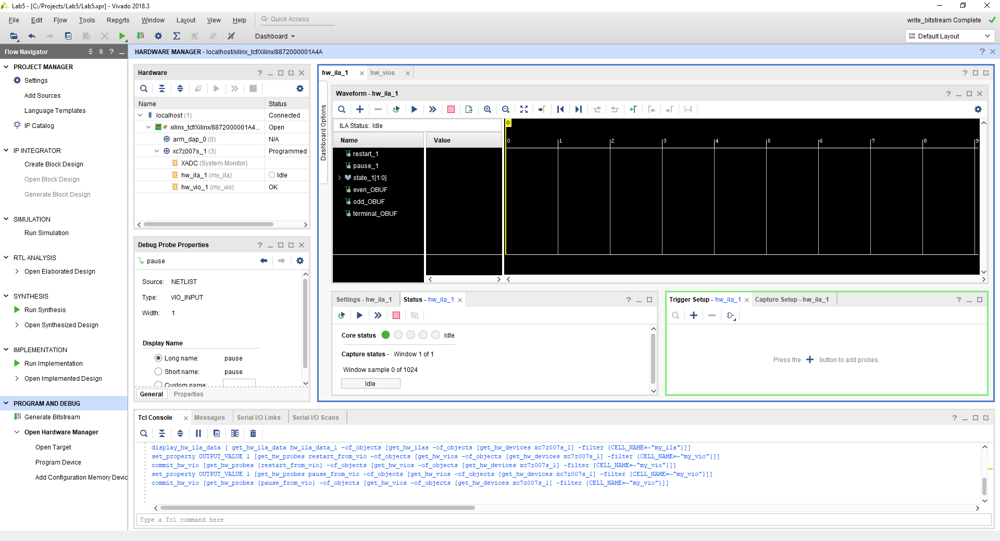 Lab5 - [C:/Projects/Lab5/Lab5.xpr] - Vivado 2018.3
File Edit Flow Tools Reports Window Layout View Help Quick Access
write_bitstream Complete
Dashboard
Default Layout
Flow Navigator
PROJECT MANAGER
Settings
Add Sources
Language Templates
IP Catalog
IP INTEGRATOR
Create Block Design
Open Block Design
Generate Block Design
SIMULATION
Run Simulation
RTL ANALYSIS
Open Elaborated Design
SYNTHESIS
Run Synthesis
Open Synthesized Design
IMPLEMENTATION
Run Implementation
Open Implemented Design
PROGRAM AND DEBUG
Generate Bitstream
Open Hardware Manager
Open Target
Program Device
Add Configuration Memory Devic
HARDWARE MANAGER - localhost/xilinx_tcf/Xilinx/8872000001A4A
Hardware
Name Status
localhost (1) Connected
xilinx_tcf/Xilinx/8872000001A4... Open
arm_dap_0 (0) N/A
xc7z007s_1 (3) Programmed
XADC (System Monitor)
hw_ila_1 (my_ila) Idle
hw_vio_1 (my_vio) OK
Debug Probe Properties
pause
Source: NETLIST
Type: VIO_INPUT
Width: 1
Display Name
Long name: pause
Short name: pause
Custom name:
General Properties
hw_ila_1 hw_vios
Dashboard Options
Waveform - hw_ila_1
ILA Status: Idle
Name Value
restart_1
pause_1
state_1[1:0]
even_OBUF
odd_OBUF
terminal_OBUF
0
0 1 2 3 4 5 6 7 8 9
Settings - hw_ila_1 Status - hw_ila_1
Core status Idle
Capture status - Window 1 of 1
Window sample 0 of 1024
Idle
Trigger Setup - hw_ila_1 Capture Setup - hw_ila_1
Press the + button to add probes.
Tcl Console Messages Serial I/O Links Serial I/O Scans
display_hw_ila_data [ get_hw_ila_data hw_ila_data_1 -of_objects [get_hw_ilas -of_objects [get_hw_devices xc7z007s_1] -filter {CELL_NAME=~"my_ila"}]]
set_property OUTPUT_VALUE 1 [get_hw_probes restart_from_vio -of_objects [get_hw_vios -of_objects [get_hw_devices xc7z007s_1] -filter {CELL_NAME=~"my_vio"}]]
commit_hw_vio [get_hw_probes {restart_from_vio} -of_objects [get_hw_vios -of_objects [get_hw_devices xc7z007s_1] -filter {CELL_NAME=~"my_vio"}]]
set_property OUTPUT_VALUE 1 [get_hw_probes pause_from_vio -of_objects [get_hw_vios -of_objects [get_hw_devices xc7z007s_1] -filter {CELL_NAME=~"my_vio"}]]
commit_hw_vio [get_hw_probes {pause_from_vio} -of_objects [get_hw_vios -of_objects [get_hw_devices xc7z007s_1] -filter {CELL_NAME=~"my_vio"}]]
Type a Tcl command here